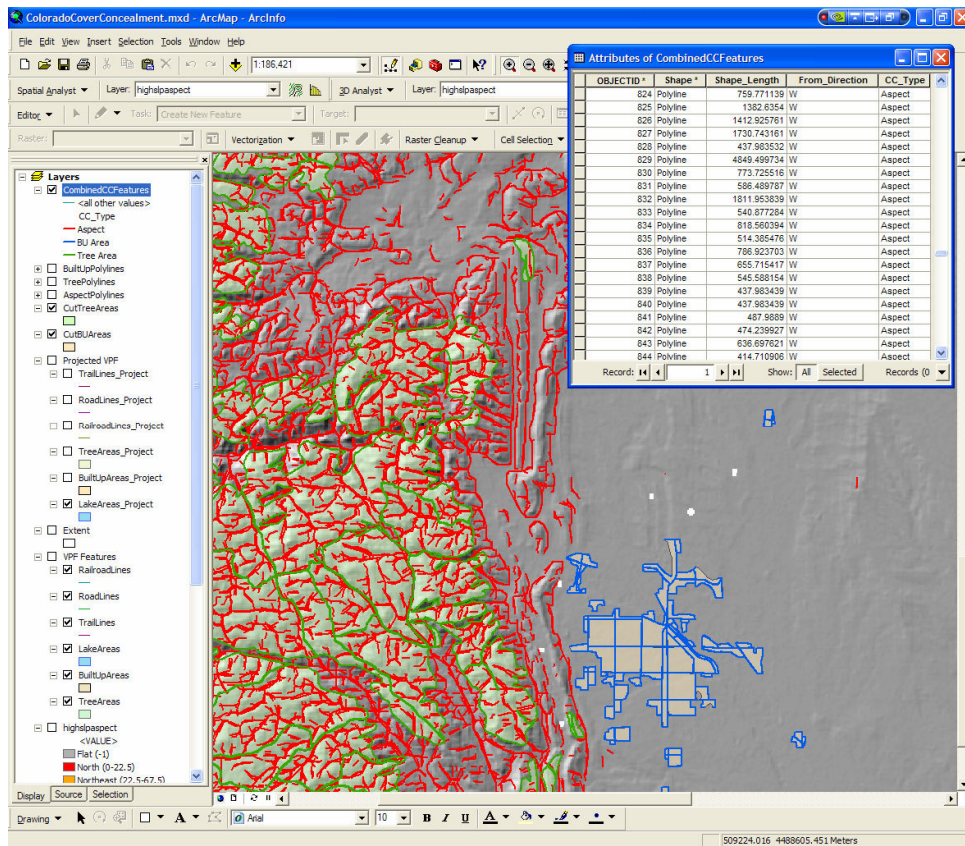 ColoradoCoverConcealment.mxd - ArcMap - ArcInfo
File Edit View Insert Selection Tools Window Help
1:186,421
Spatial Analyst Layer: highslpaspect 3D Analyst Layer: highslpaspect
Editor Task: Create New Feature Target:
Raster: Vectorization Raster Cleanup Cell Selection
Layers
CombinedCCFeatures
<all other values>
CC_Type
Aspect
BU Area
Tree Area
BuiltUpPolylines
TreePolylines
AspectPolylines
CutTreeAreas
CutBUAreas
Projected VPF
TrailLines_Project
RoadLines_Project
RailroadLines_Project
TreeAreas_Project
BuiltUpAreas_Project
LakeAreas_Project
Extent
VPF Features
RailroadLines
RoadLines
TrailLines
LakeAreas
BuiltUpAreas
TreeAreas
highslpaspect
<VALUE>
Flat (-1)
North (0-22.5)
Northeast (22.5-67.5)
Display Source Selection
Attributes of CombinedCCFeatures
OBJECTID * Shape * Shape_Length From_Direction CC_Type
824 Polyline 759.771139 W Aspect
825 Polyline 1382.6354 W Aspect
826 Polyline 1412.925761 W Aspect
827 Polyline 1730.743161 W Aspect
828 Polyline 437.983532 W Aspect
829 Polyline 4849.499734 W Aspect
830 Polyline 773.725516 W Aspect
831 Polyline 586.489787 W Aspect
832 Polyline 1811.953839 W Aspect
833 Polyline 540.877284 W Aspect
834 Polyline 818.560394 W Aspect
835 Polyline 514.385476 W Aspect
836 Polyline 786.923703 W Aspect
837 Polyline 655.715417 W Aspect
838 Polyline 545.588154 W Aspect
839 Polyline 437.983439 W Aspect
840 Polyline 437.983439 W Aspect
841 Polyline 487.9889 W Aspect
842 Polyline 474.239927 W Aspect
843 Polyline 636.697621 W Aspect
844 Polyline 414.710906 W Aspect
Record: 1 Show: All Selected Records (0
Drawing A Arial 10 B I U A
509224.016 4488605.451 Meters